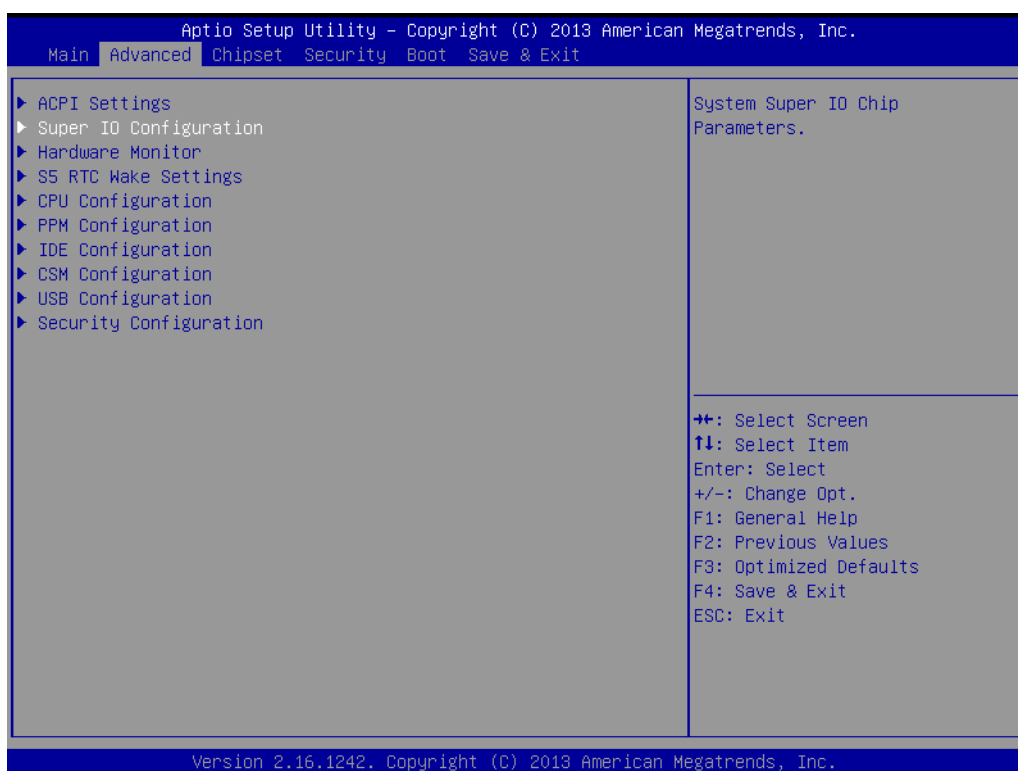 Aptio Setup Utility – Copyright (C) 2013 American Megatrends, Inc.
Main Advanced Chipset Security Boot Save & Exit
▶ ACPI Settings
▶ Super IO Configuration
▶ Hardware Monitor
▶ S5 RTC Wake Settings
▶ CPU Configuration
▶ PPM Configuration
▶ IDE Configuration
▶ CSM Configuration
▶ USB Configuration
▶ Security Configuration
System Super IO Chip
Parameters.
→←: Select Screen
↑↓: Select Item
Enter: Select
+/-: Change Opt.
F1: General Help
F2: Previous Values
F3: Optimized Defaults
F4: Save & Exit
ESC: Exit
Version 2.16.1242. Copyright (C) 2013 American Megatrends, Inc.